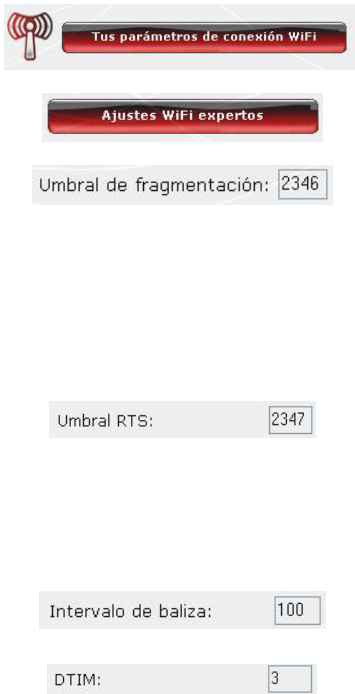 Tus parámetros de conexión WiFi
Ajustes WiFi expertos
Umbral de fragmentación: 2346
Umbral RTS: 2347
Intervalo de baliza: 100
DTIM: 3